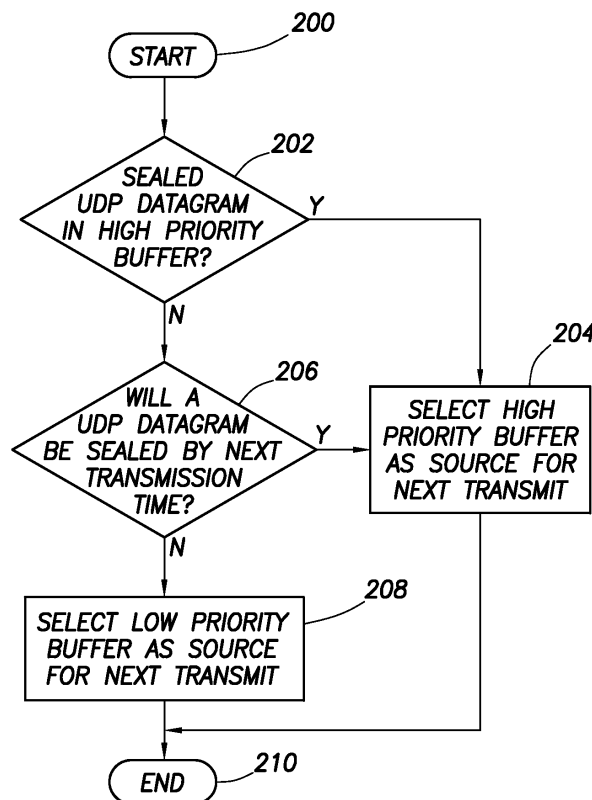 START
200
202
SEALED
UDP DATAGRAM
IN HIGH PRIORITY
BUFFER?
Y
N
206
WILL A
UDP DATAGRAM
BE SEALED BY NEXT
TRANSMISSION
TIME?
Y
N
204
SELECT HIGH
PRIORITY BUFFER
AS SOURCE FOR
NEXT TRANSMIT
208
SELECT LOW PRIORITY
BUFFER AS SOURCE
FOR NEXT TRANSMIT
210
END